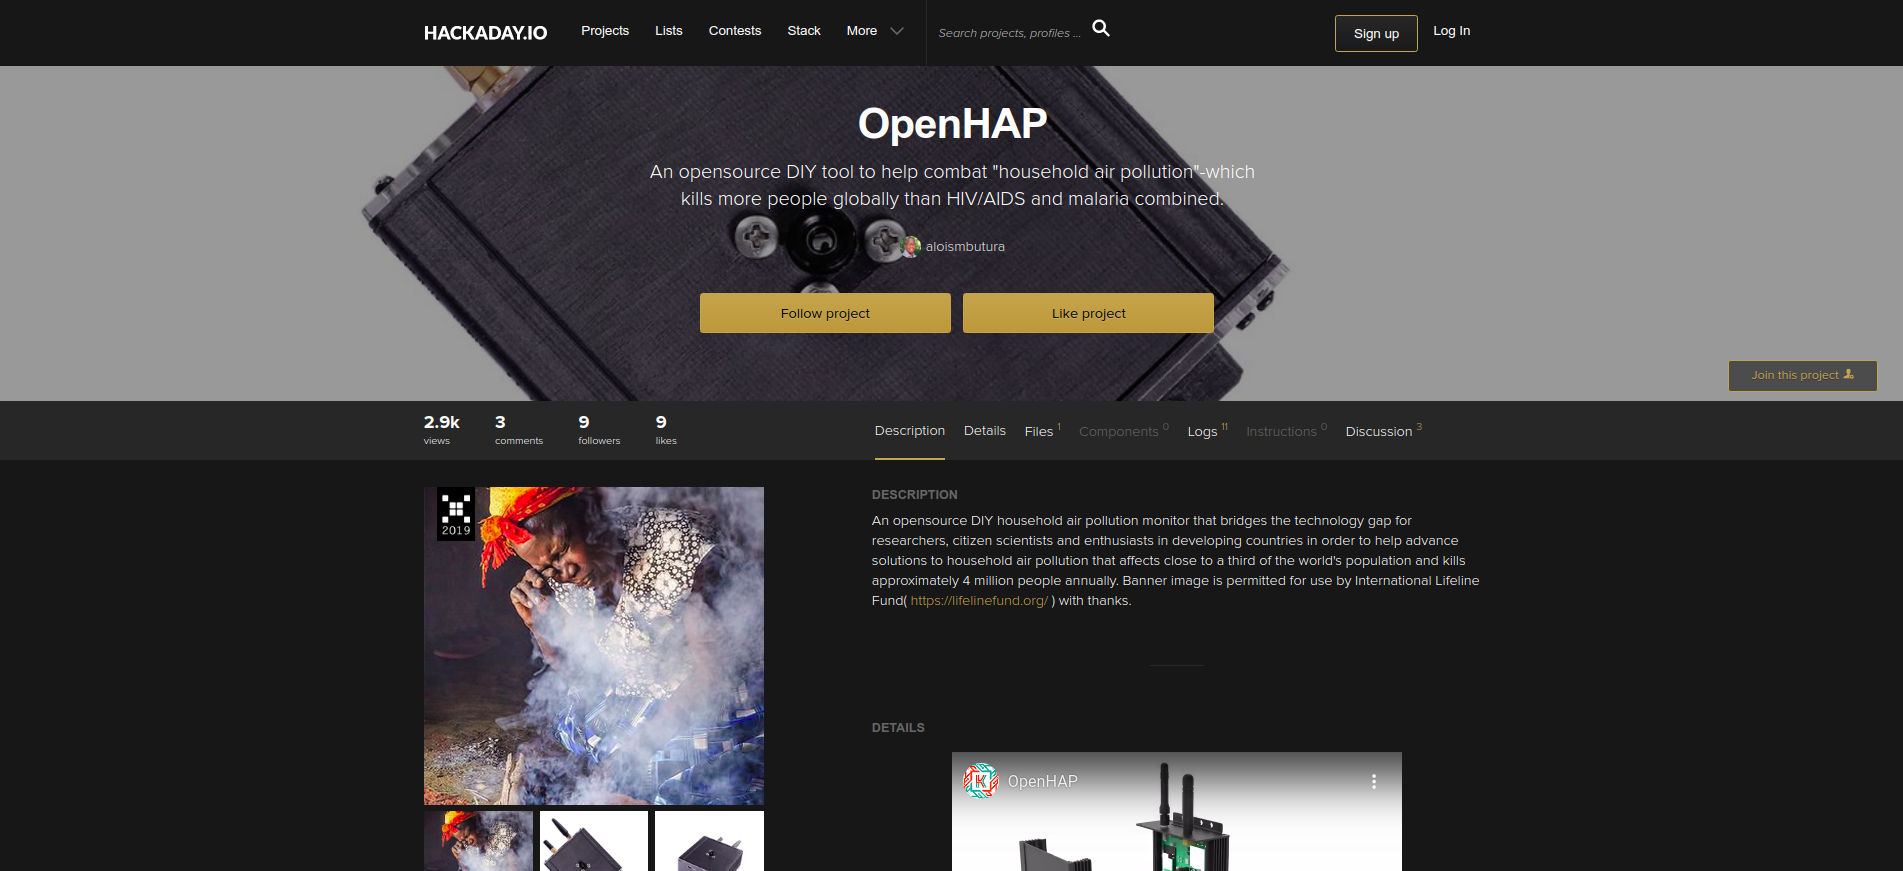 HACKADAY.IO
Projects
Lists
Contests
Stack
More
Search projects, profiles ...
Sign up
Log In
OpenHAP
An opensource DIY tool to help combat "household air pollution"-which
kills more people globally than HIV/AIDS and malaria combined.
aloismbutura
Follow project
Like project
Join this project
2.9k
views
3
comments
9
followers
9
likes
Description
Details
Files 1
Components 0
Logs 11
Instructions 0
Discussion 3
2019
DESCRIPTION
An opensource DIY household air pollution monitor that bridges the technology gap for
researchers, citizen scientists and enthusiasts in developing countries in order to help advance
solutions to household air pollution that affects close to a third of the world's population and kills
approximately 4 million people annually. Banner image is permitted for use by International Lifeline
Fund( https://lifelinefund.org/ ) with thanks.
DETAILS
K
OpenHAP